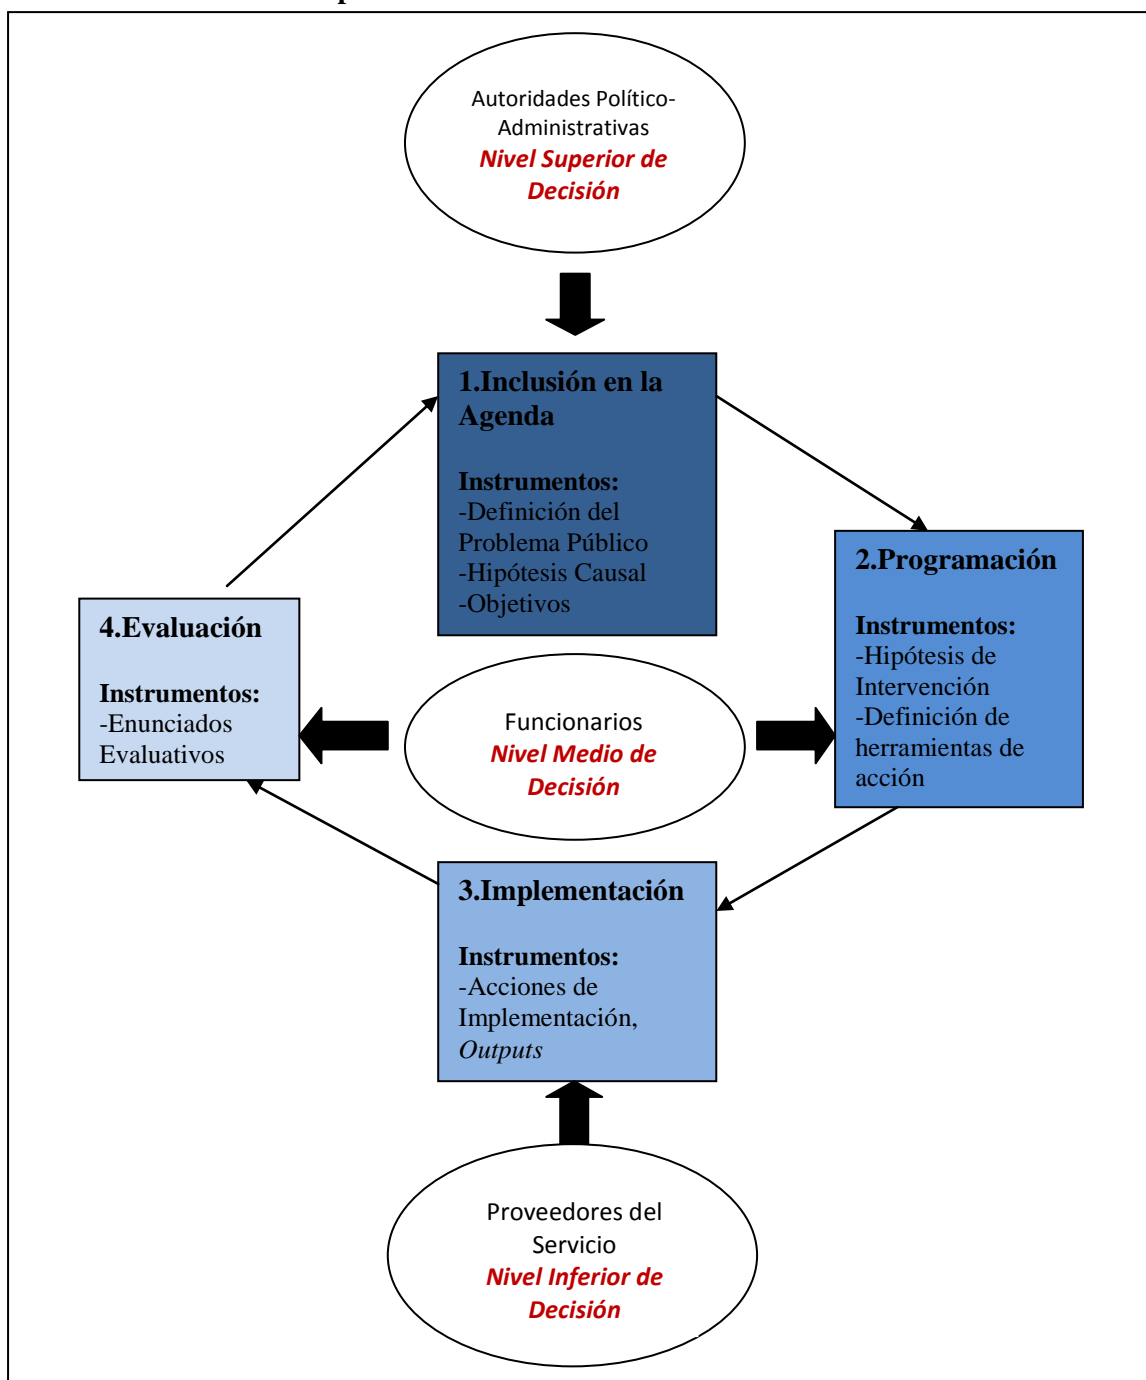 Autoridades Político-
Administrativas
Nivel Superior de
Decisión
1.Inclusión en la
Agenda
Instrumentos:
-Definición del
Problema Público
-Hipótesis Causal
-Objetivos
2.Programación
Instrumentos:
-Hipótesis de
Intervención
-Definición de
herramientas de
acción
4.Evaluación
Instrumentos:
-Enunciados
Evaluativos
Funcionarios
Nivel Medio de
Decisión
3.Implementación
Instrumentos:
-Acciones de
Implementación,
Outputs
Proveedores del
Servicio
Nivel Inferior de
Decisión